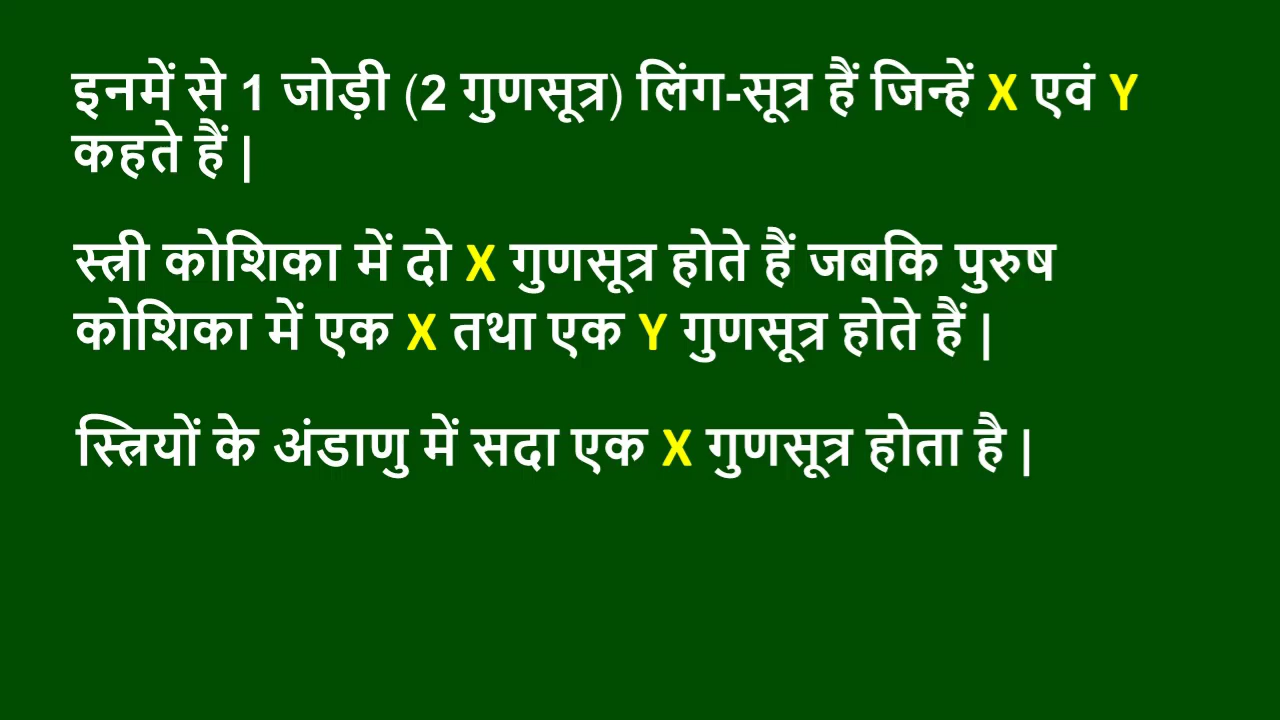 इनमें से 1 जोड़ी (2 गुणसूत्र) लिंग-सूत्र हैं जिन्हें X एवं Y
कहते हैं |
स्त्री कोशिका में दो X गुणसूत्र होते हैं जबकि पुरुष
कोशिका में एक X तथा एक Y गुणसूत्र होते हैं |
स्त्रियों के अंडाणु में सदा एक X गुणसूत्र होता है |